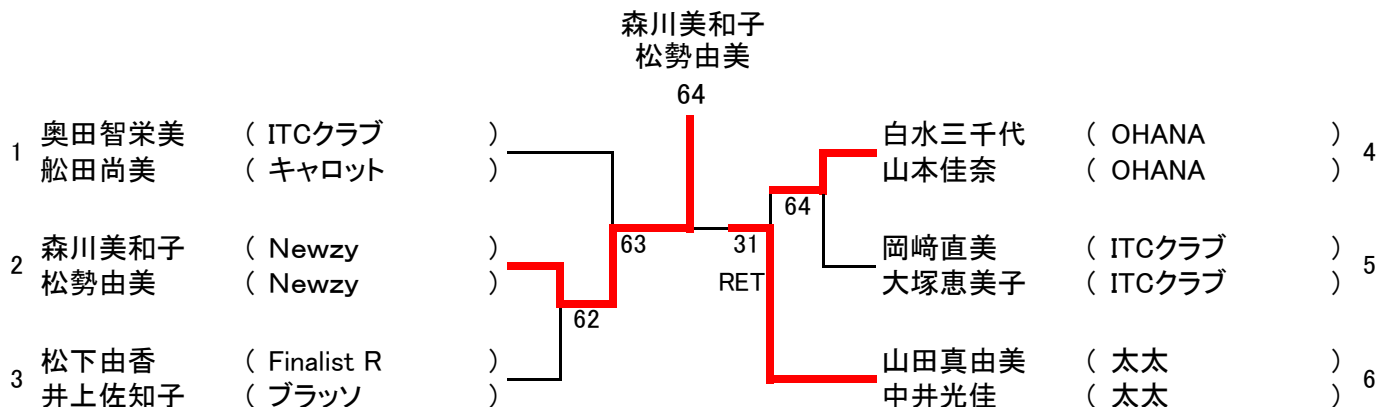 森川美和子
松勢由美
64
1 奥田智栄美 ( ITCクラブ )
舩田尚美 ( キャロット )
2 森川美和子 ( Newzy )
松勢由美 ( Newzy )
3 松下由香 ( Finalist R )
井上佐知子 ( ブラッソ )
62
63
31
RET
64
白水三千代 ( OHANA ) 4
山本佳奈 ( OHANA )
岡﨑直美 ( ITCクラブ ) 5
大塚恵美子 ( ITCクラブ )
山田真由美 ( 太太 ) 6
中井光佳 ( 太太 )